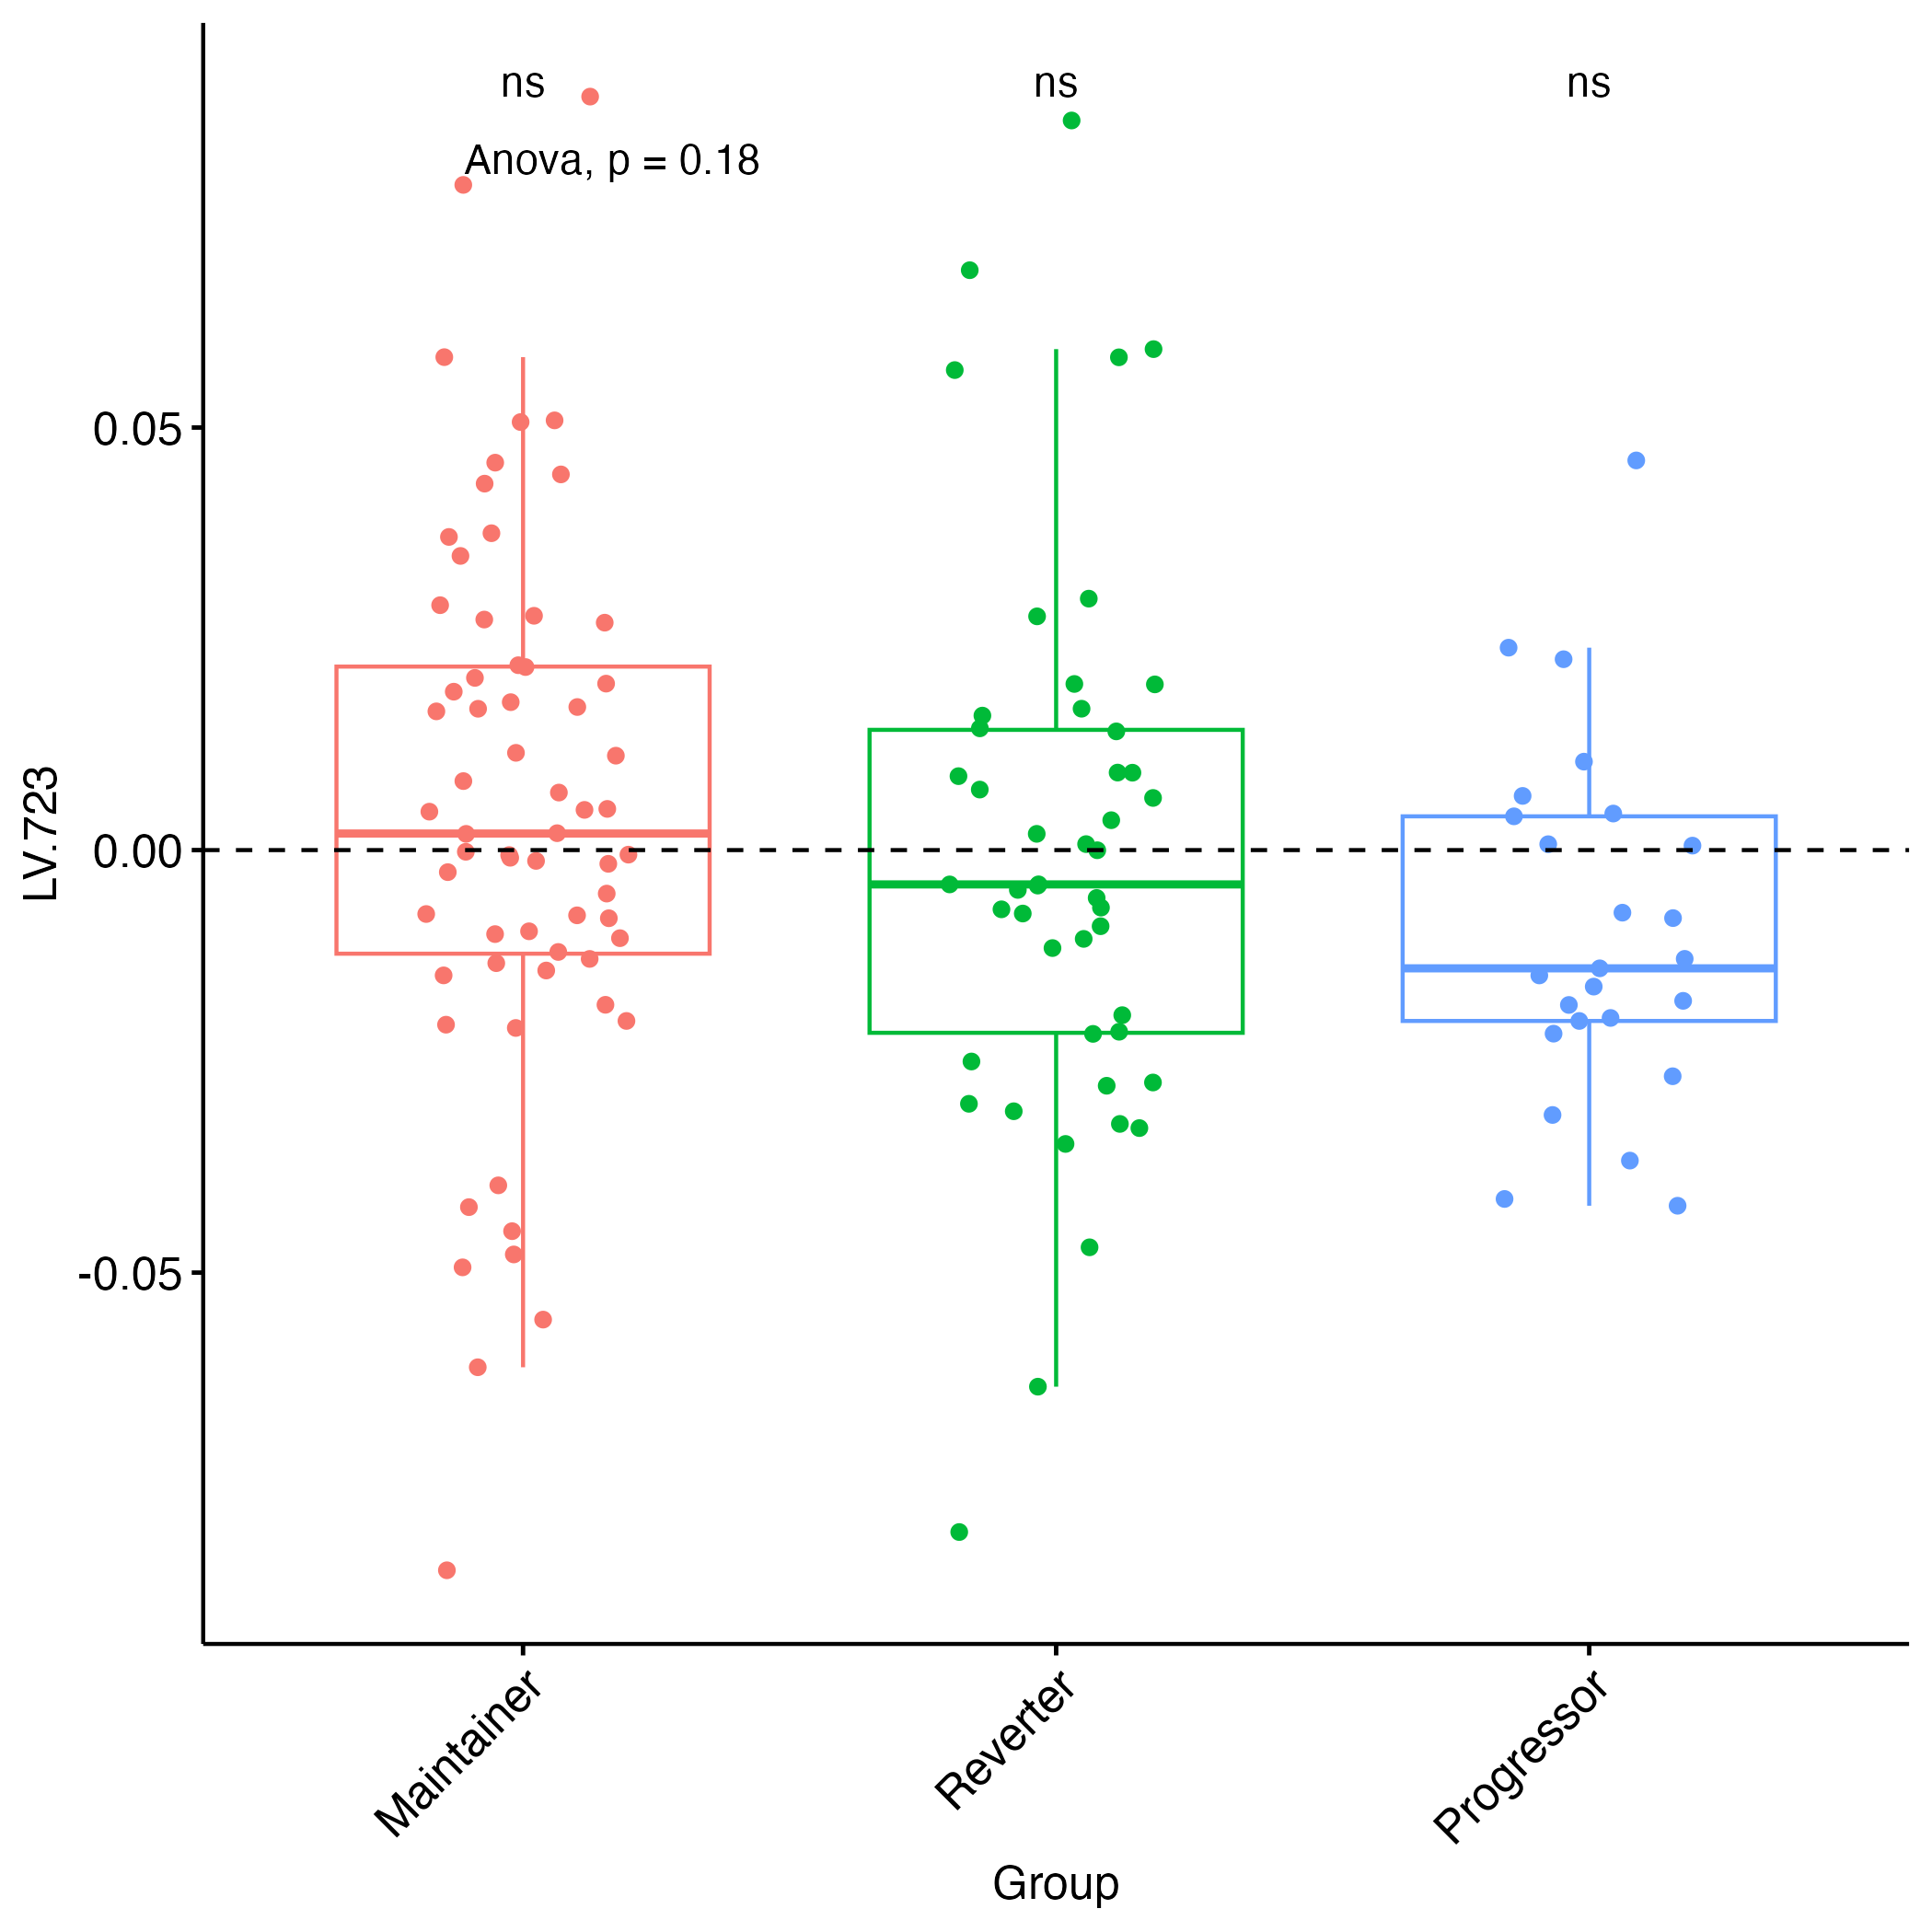 ns ns ns
Anova, p = 0.18
0.05
0.00
-0.05
LV.723
Maintainer Reverter Progressor
Group